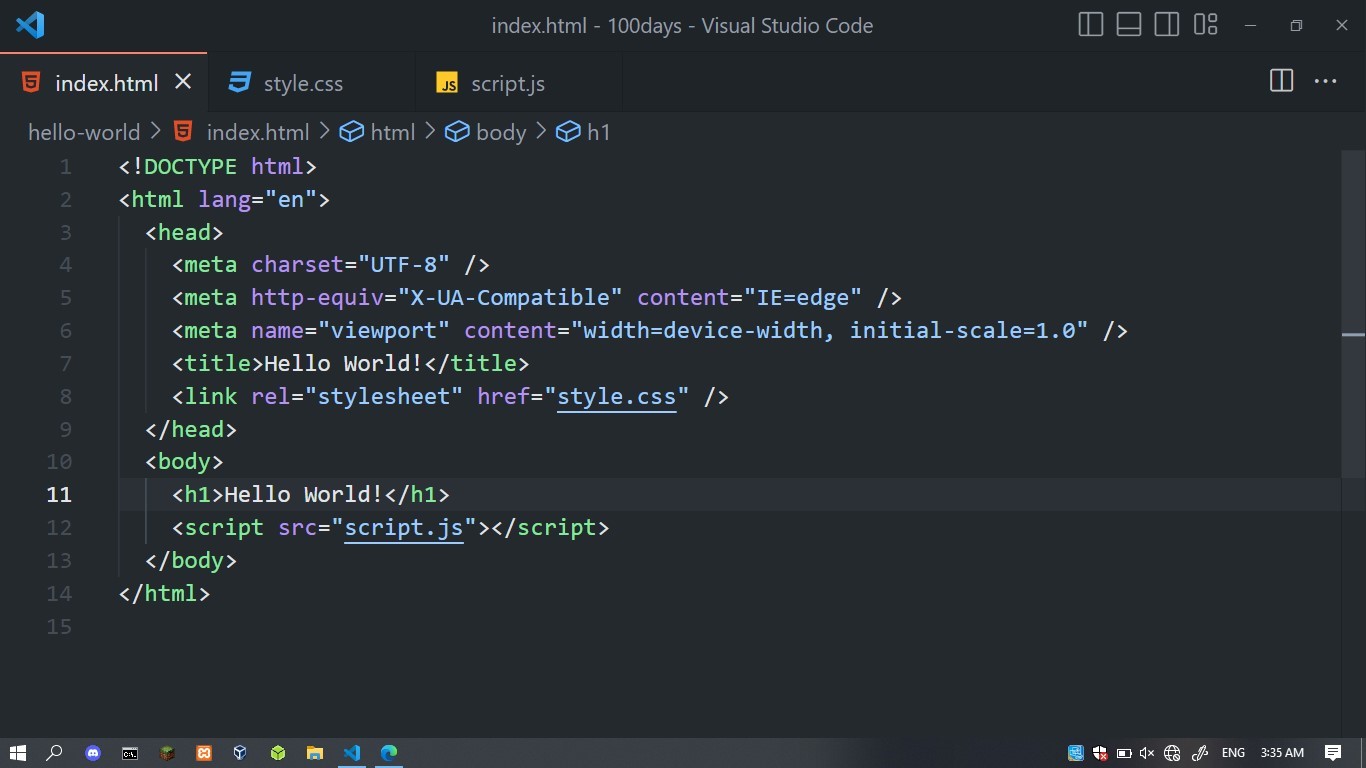 index.html - 100days - Visual Studio Code
index.html style.css JS script.js
hello-world > index.html > html > body > h1
1 <!DOCTYPE html>
2 <html lang="en">
3 <head>
4 <meta charset="UTF-8" />
5 <meta http-equiv="X-UA-Compatible" content="IE=edge" />
6 <meta name="viewport" content="width=device-width, initial-scale=1.0" />
7 <title>Hello World!</title>
8 <link rel="stylesheet" href="style.css" />
9 </head>
10 <body>
11 <h1>Hello World!</h1>
12 <script src="script.js"></script>
13 </body>
14 </html>
15
ENG 3:35 AM